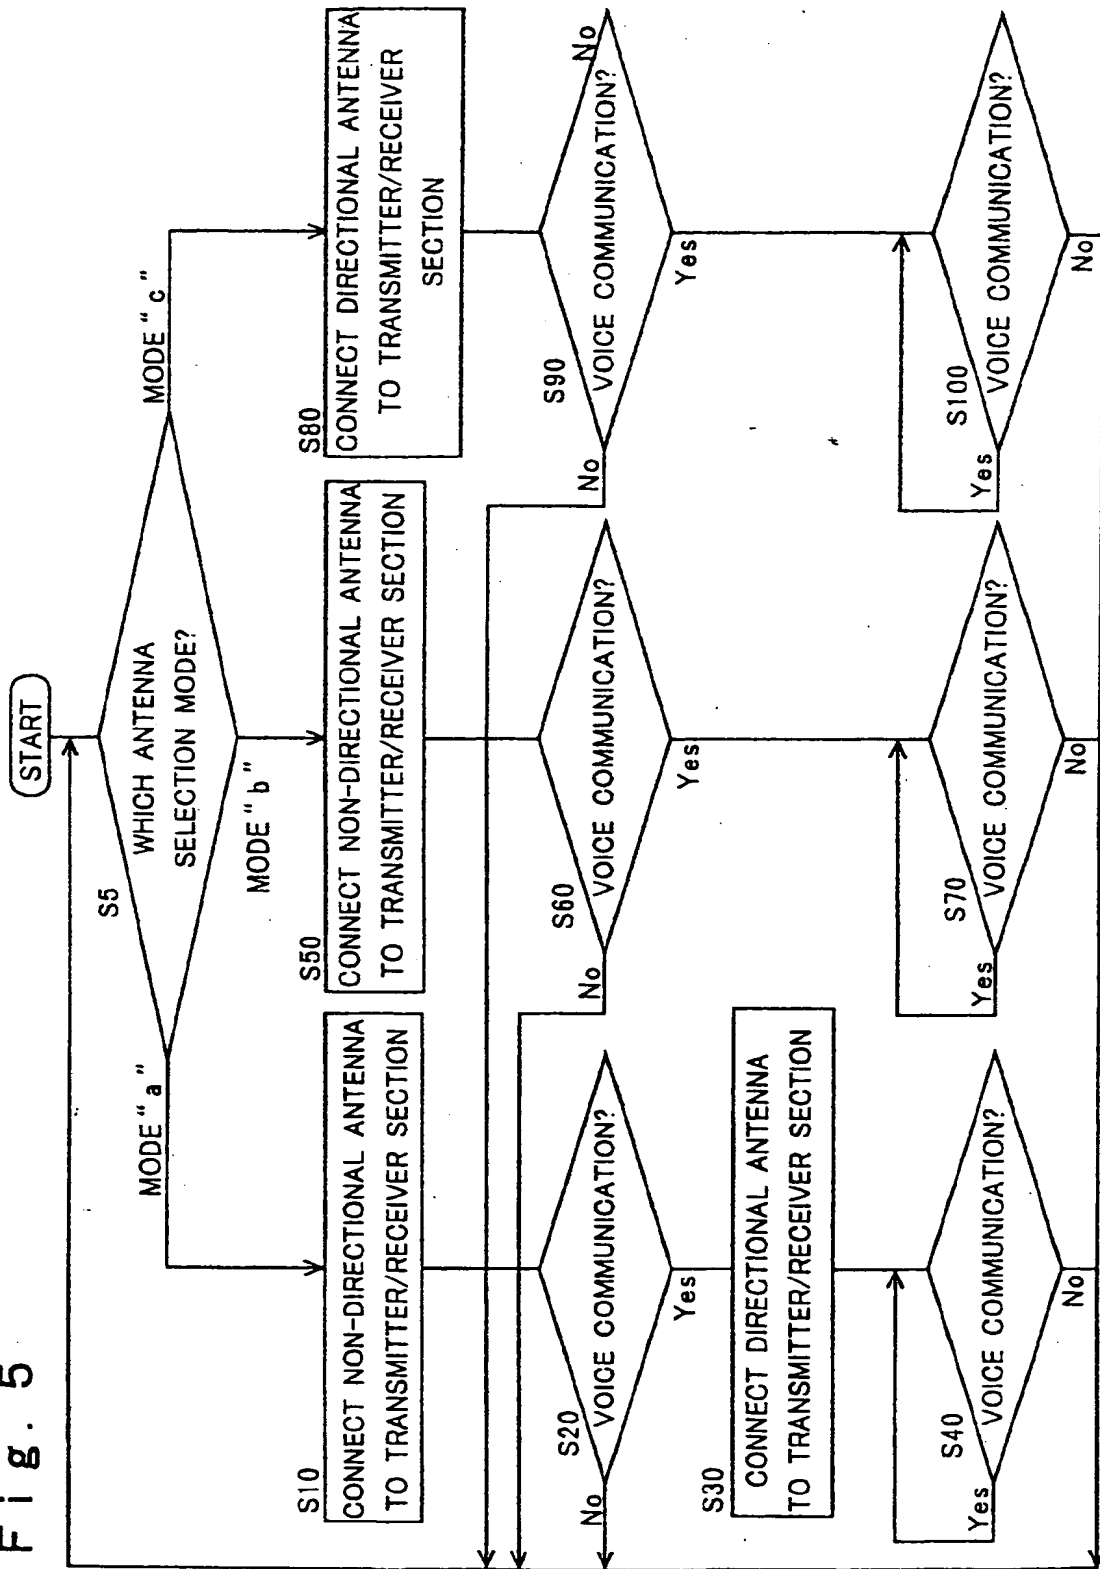 Fig. 5
START
S5
WHICH ANTENNA
SELECTION MODE?
MODE "a"
MODE "b"
MODE "c"
S10
CONNECT NON-DIRECTIONAL ANTENNA
TO TRANSMITTER/RECEIVER SECTION
S20
VOICE COMMUNICATION?
No
Yes
S30
CONNECT DIRECTIONAL ANTENNA
TO TRANSMITTER/RECEIVER SECTION
S40
VOICE COMMUNICATION?
Yes
No
S50
CONNECT NON-DIRECTIONAL ANTENNA
TO TRANSMITTER/RECEIVER SECTION
S60
VOICE COMMUNICATION?
No
Yes
S70
VOICE COMMUNICATION?
Yes
No
S80
CONNECT DIRECTIONAL ANTENNA
TO TRANSMITTER/RECEIVER
SECTION
S90
VOICE COMMUNICATION?
No
No
Yes
S100
VOICE COMMUNICATION?
Yes
No